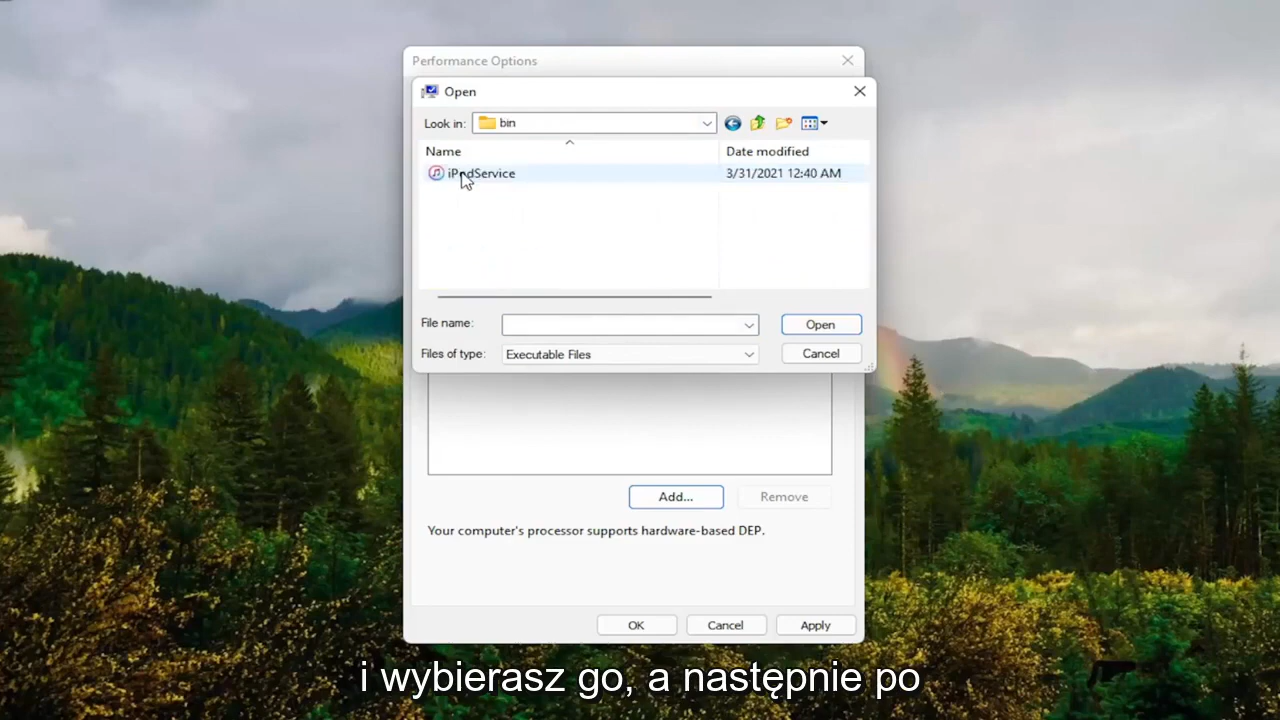 Performance Options
Open
Look in: bin
Name Date modified
iPodService 3/31/2021 12:40 AM
File name: Open
Files of type: Executable Files Cancel
Add... Remove
Your computer's processor supports hardware-based DEP.
OK Cancel Apply
i wybierasz go, a następnie po